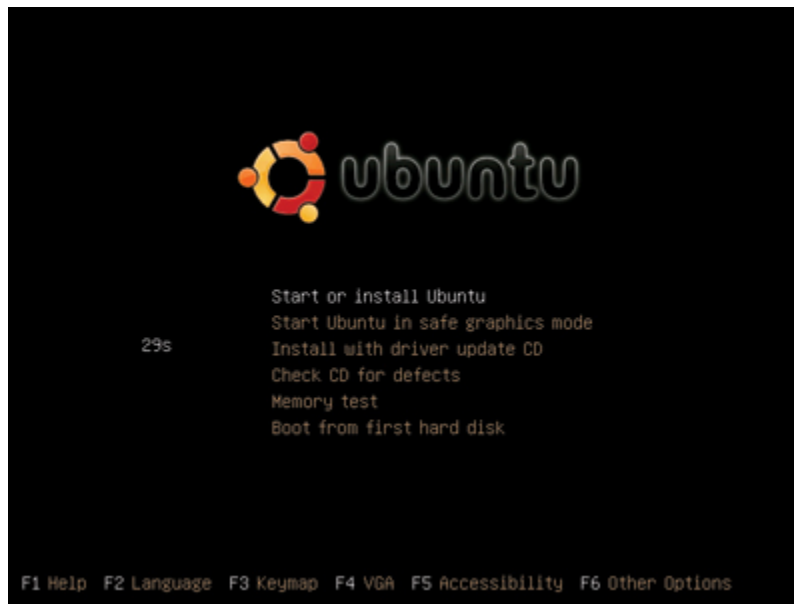 ubuntu
Start or install Ubuntu
Start Ubuntu in safe graphics mode
29s
Install with driver update CD
Check CD for defects
Memory test
Boot from first hard disk
F1 Help F2 Language F3 Keymap F4 VGA F5 Accessibility F6 Other Options